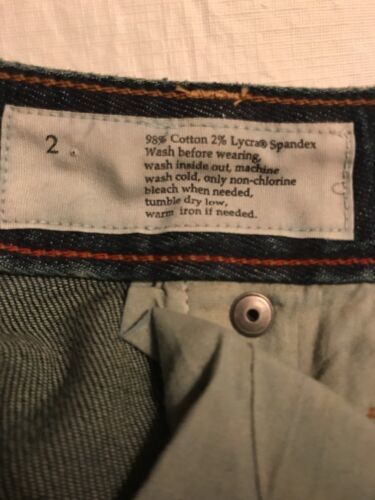 2
98% Cotton 2% Lycra® Spandex
Wash before wearing,
wash inside out, machine
wash cold, only non-chlorine
bleach when needed,
tumble dry low,
warm iron if needed.